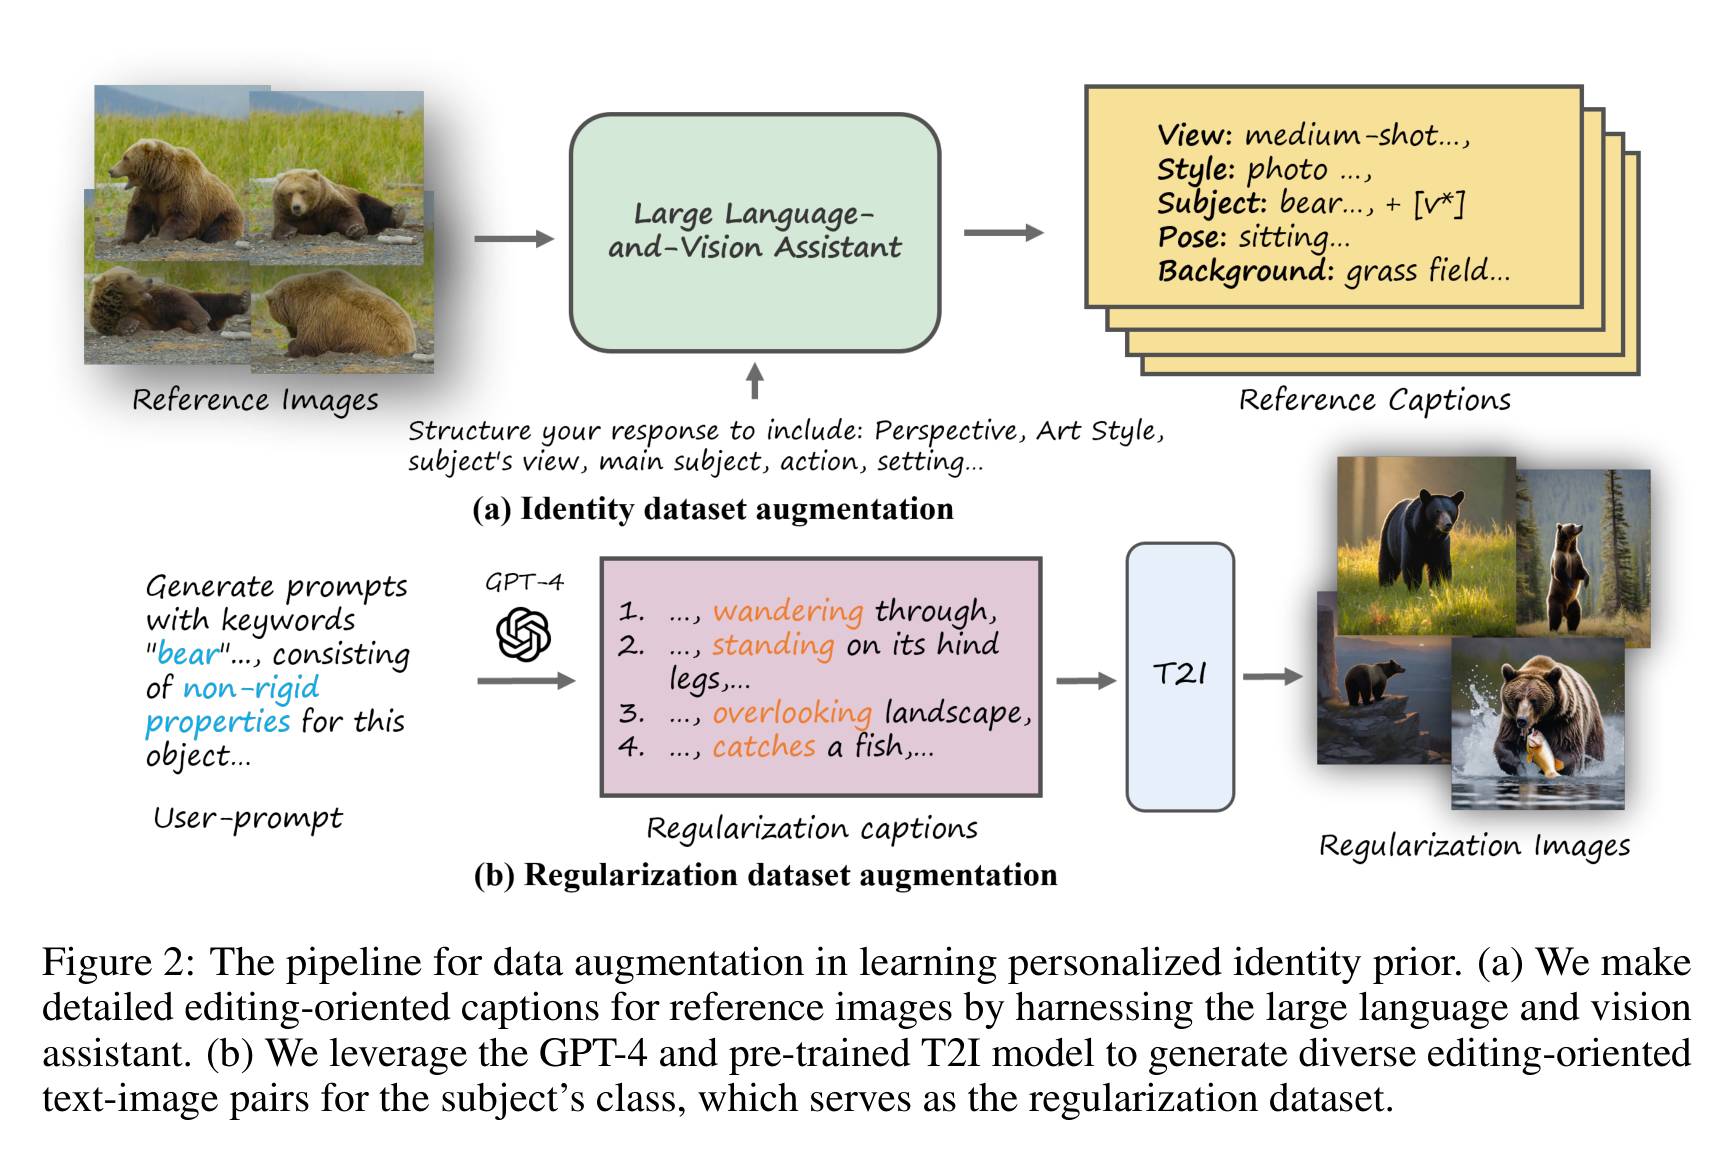 Large Language-
and-Vision Assistant
View: medium-shot...,
Style: photo ...,
Subject: bear..., + [v*]
Pose: sitting...
Background: grass field...
Reference Images
Reference Captions
Structure your response to include: Perspective, Art Style,
subject's view, main subject, action, setting...
(a) Identity dataset augmentation
Generate prompts
with keywords
"bear"..., consisting
of non-rigid
properties for this
object...
User-prompt
GPT-4
1. ..., wandering through,
2. ..., standing on its hind
legs,...
3. ..., overlooking landscape,
4. ..., catches a fish,...
Regularization captions
T2I
Regularization Images
(b) Regularization dataset augmentation
Figure 2: The pipeline for data augmentation in learning personalized identity prior. (a) We make
detailed editing-oriented captions for reference images by harnessing the large language and vision
assistant. (b) We leverage the GPT-4 and pre-trained T2I model to generate diverse editing-oriented
text-image pairs for the subject's class, which serves as the regularization dataset.